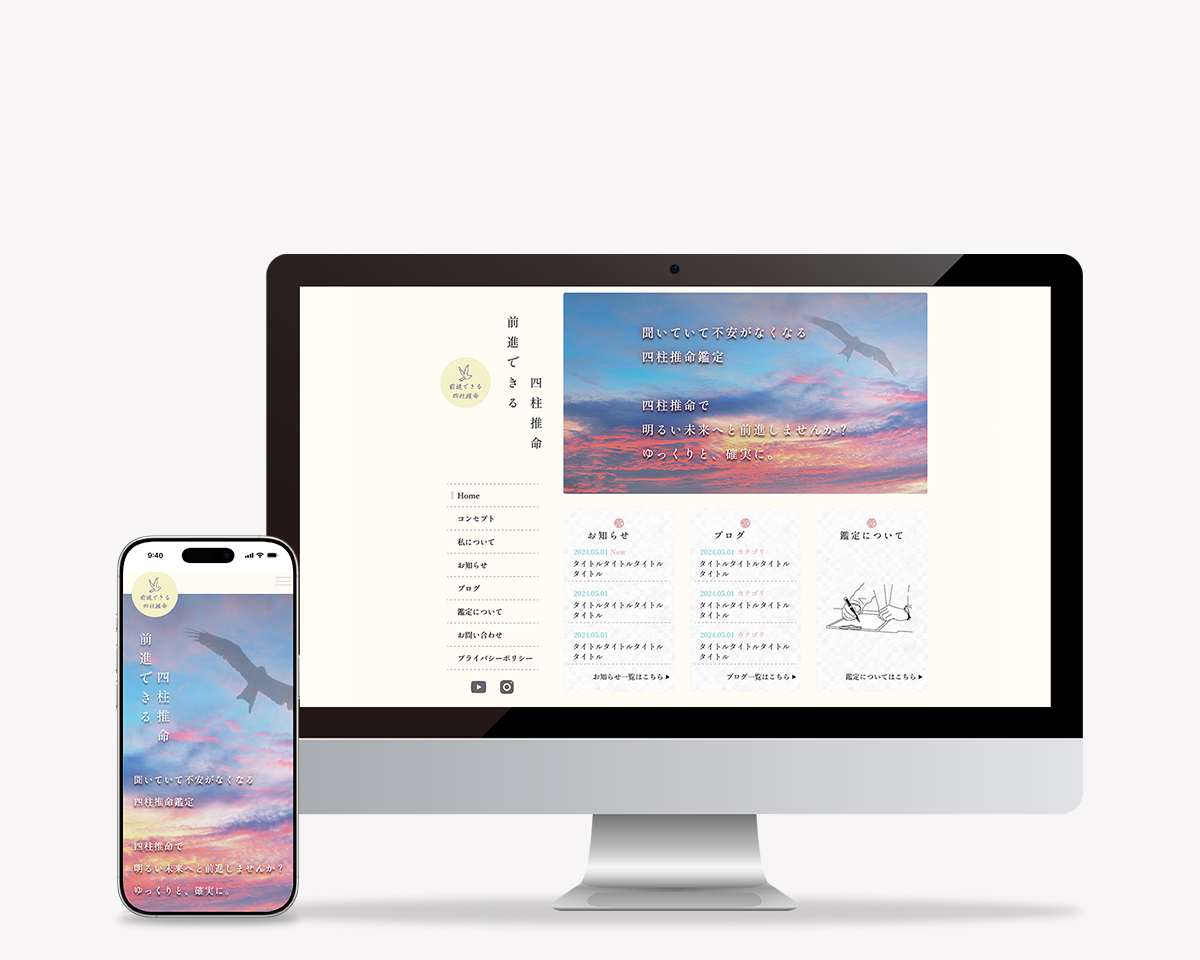 前進できる
四柱推命
前進できる
四柱推命
Home
コンセプト
私について
お知らせ
ブログ
鑑定について
お問い合わせ
プライバシーポリシー
聞いていて不安がなくなる
四柱推命鑑定
四柱推命で
明るい未来へと前進しませんか？
ゆっくりと、確実に。
お知らせ
2024.05.01 New
タイトルタイトルタイトル
タイトル
2024.05.01
タイトルタイトルタイトル
タイトル
2024.05.01
タイトルタイトルタイトル
タイトル
お知らせ一覧はこちら▶
ブログ
2024.05.01 カテゴリ
タイトルタイトルタイトル
タイトル
2024.05.01 カテゴリ
タイトルタイトルタイトル
タイトル
2024.05.01 カテゴリ
タイトルタイトルタイトル
タイトル
ブログ一覧はこちら▶
鑑定について
鑑定についてはこちら▶
9:40
前進できる
四柱推命
前進できる
四柱推命
聞いていて不安がなくなる
四柱推命鑑定
四柱推命で
明るい未来へと前進しませんか？
ゆっくりと、確実に。